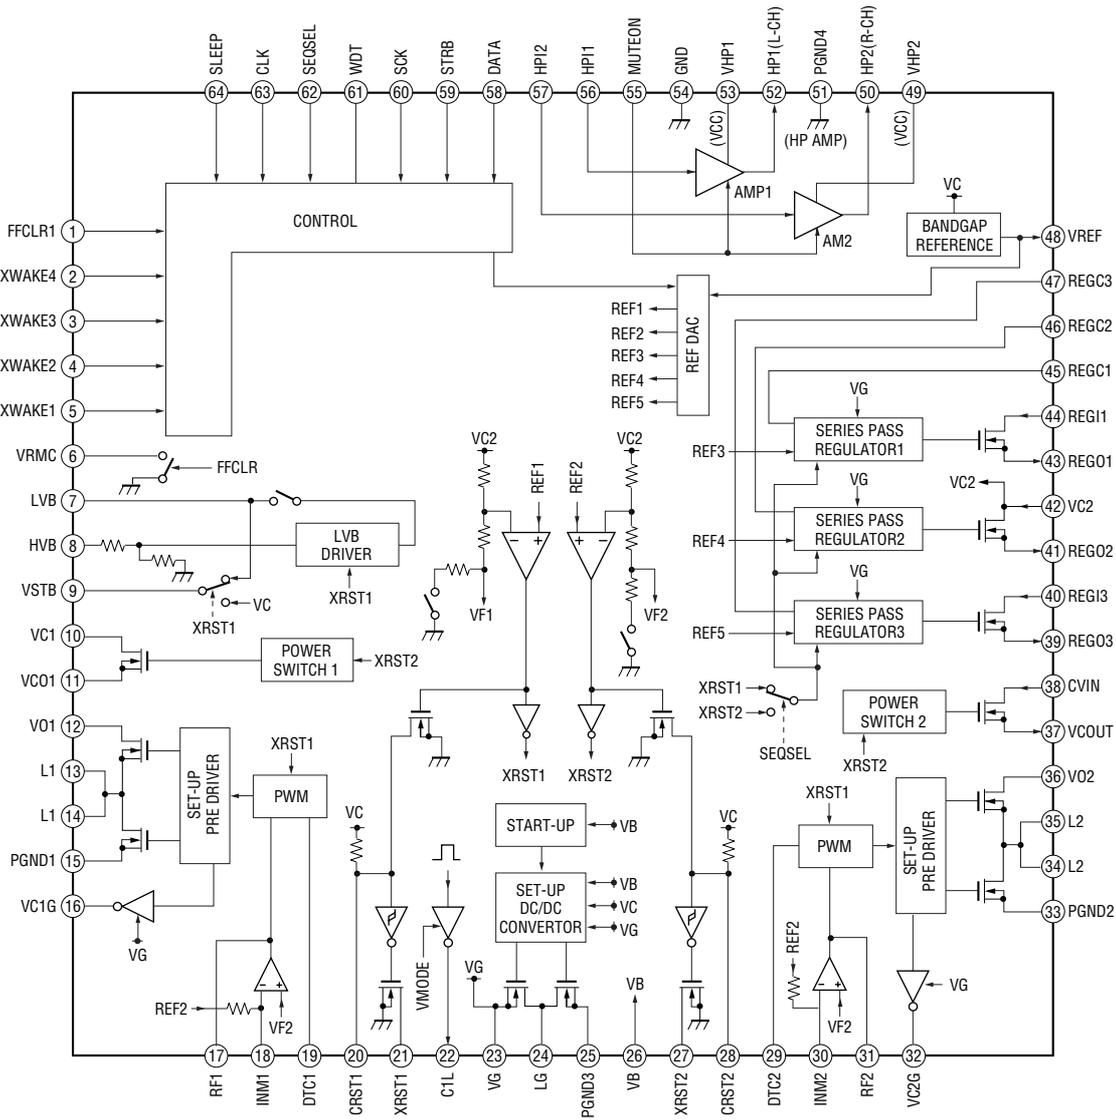 SLEEP CLK SEQSEL WDT SCK STRB DATA HPI2 HPI1 MUTEON GND VHP1 HP1(L-CH) PGND4 HP2(R-CH) VHP2
64 63 62 61 60 59 58 57 56 55 54 53 52 51 50 49
(VCC) (HP AMP) (VCC)
AMP1
AM2
CONTROL
VC
BANDGAP
REFERENCE
FFCLR1 1
XWAKE4 2
XWAKE3 3
XWAKE2 4
XWAKE1 5
VRMC 6
LVB 7
HVB 8
VSTB 9
VC1 10
VCO1 11
VO1 12
L1 13
L1 14
PGND1 15
VC1G 16
48 VREF
47 REGC3
46 REGC2
45 REGC1
44 REGI1
43 REGO1
42 VC2
41 REGO2
40 REGI3
39 REGO3
38 CVIN
37 VCOUT
36 VO2
35 L2
34 L2
33 PGND2
REF1
REF2
REF3
REF4
REF5
REF DAC
FFCLR
LVB
DRIVER
XRST1
VC
XRST1
POWER
SWITCH 1
XRST2
VC2
REF1
REF2
VC2
− +
+ −
VF1
VF2
XRST1
XRST2
VG
SERIES PASS
REGULATOR1
REF3
VC2
VG
SERIES PASS
REGULATOR2
REF4
VG
SERIES PASS
REGULATOR3
REF5
XRST1
XRST2
SEQSEL
POWER
SWITCH 2
XRST2
SET-UP
PRE DRIVER
XRST1
PWM
VG
REF2
− +
VF2
VC
VMODE
START-UP
VB
SET-UP
DC/DC
CONVERTOR
VB
VC
VG
VG
VB
VC
XRST1
PWM
SET-UP
PRE DRIVER
REF2
− +
VF2
VG
17 18 19 20 21 22 23 24 25 26 27 28 29 30 31 32
RF1 INM1 DTC1 CRST1 XRST1 C1L VG LG PGND3 VB XRST2 CRST2 DTC2 INM2 RF2 VC2G